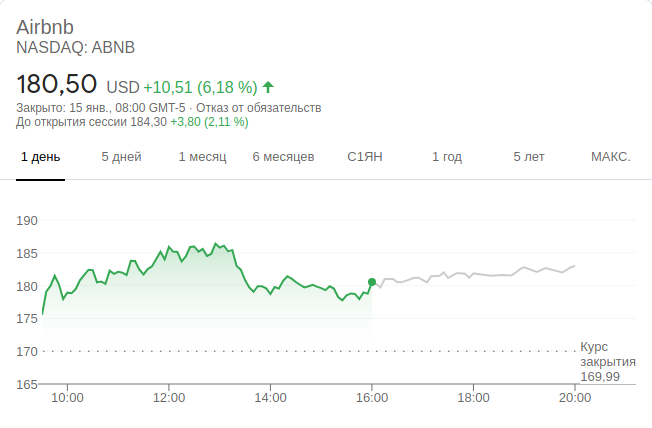 Airbnb
NASDAQ: ABNB
180,50 USD +10,51 (6,18 %) ↑
Закрыто: 15 янв., 08:00 GMT-5 · Отказ от обязательств
До открытия сессии 184,30 +3,80 (2,11 %)
1 день 5 дней 1 месяц 6 месяцев С1ЯН 1 год 5 лет МАКС.
190
185
180
175
170
Курс
закрытия
169,99
165
10:00 12:00 14:00 16:00 18:00 20:00